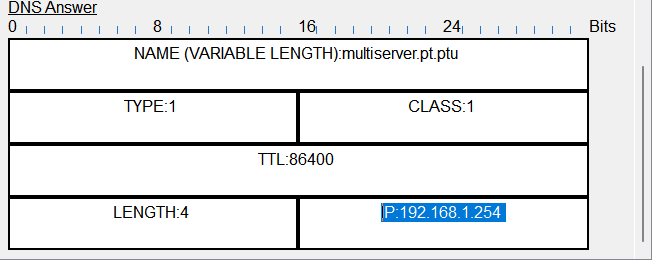 DNS Answer
0 8 16 24 Bits
NAME (VARIABLE LENGTH):multiserver.pt.ptu
TYPE:1 CLASS:1
TTL:86400
LENGTH:4 IP:192.168.1.254